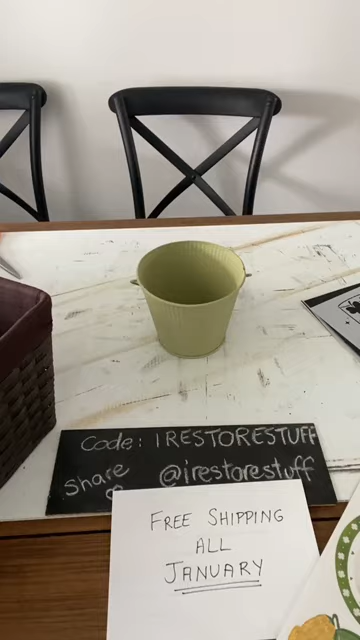 Code: IRESTORESTUFF
Share @irestorestuff
FREE SHIPPING
ALL
JANUARY